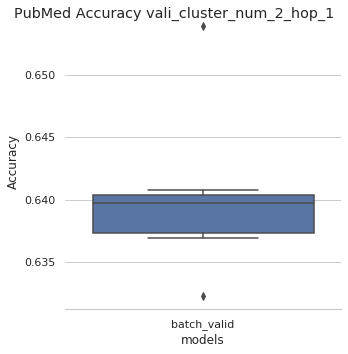 PubMed Accuracy vali_cluster_num_2_hop_1
0.650
0.645
0.640
0.635
Accuracy
batch_valid
models